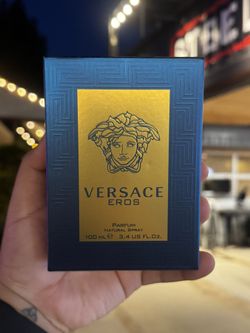 VERSACE
EROS
PARFUM
NATURAL SPRAY
100 ml ℮ 3.4 US FL.OZ.